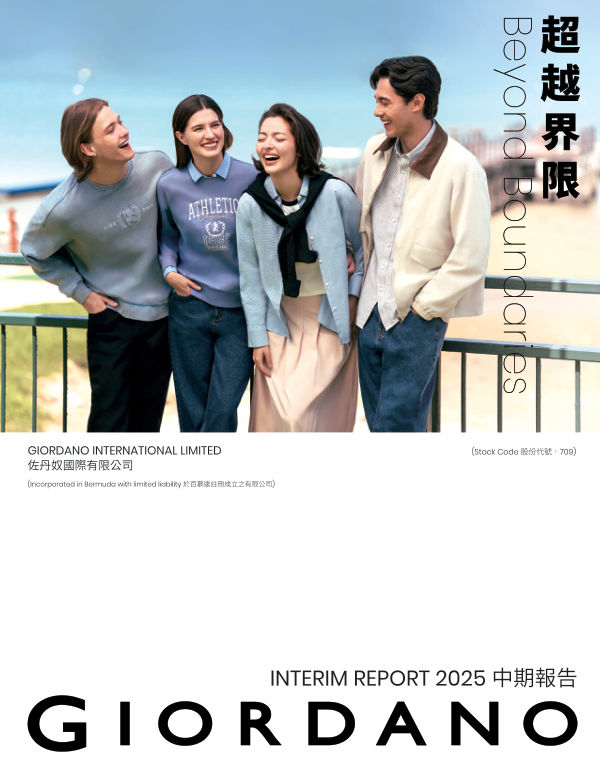 超越界限
Beyond Boundaries
ATHLETIC
GIORDANO INTERNATIONAL LIMITED
佐丹奴國際有限公司
(Incorporated in Bermuda with limited liability 於百慕達註冊成立之有限公司)
(Stock Code 股份代號：709)
INTERIM REPORT 2025 中期報告
GIORDANO